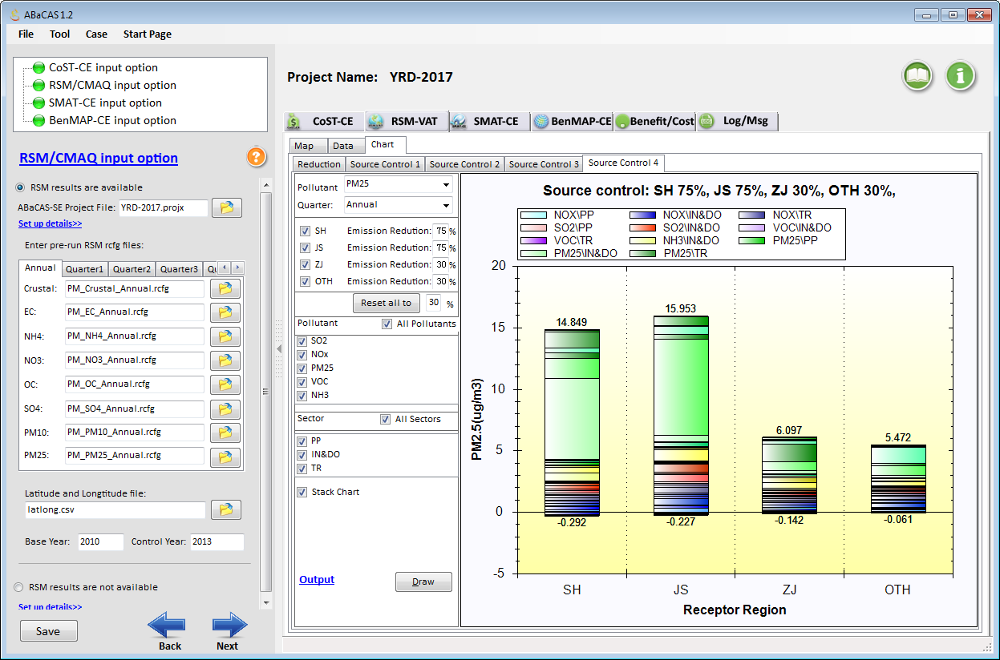 ABaCAS 1.2
File Tool Case Start Page
CoST-CE input option
RSM/CMAQ input option
SMAT-CE input option
BenMAP-CE input option
Project Name: YRD-2017
CoST-CE RSM-VAT SMAT-CE BenMAP-CE Benefit/Cost Log/Msg
RSM/CMAQ input option
RSM results are available
ABaCAS-SE Project File: YRD-2017.projx
Set up details>>
Enter pre-run RSM rcfg files:
Annual Quarter1 Quarter2 Quarter3 Qu
Crustal: PM_Crustal_Annual.rcfg
EC: PM_EC_Annual.rcfg
NH4: PM_NH4_Annual.rcfg
NO3: PM_NO3_Annual.rcfg
OC: PM_OC_Annual.rcfg
SO4: PM_SO4_Annual.rcfg
PM10: PM_PM10_Annual.rcfg
PM25: PM_PM25_Annual.rcfg
Latitude and Longtitude file:
latlong.csv
Base Year: 2010 Control Year: 2013
RSM results are not available
Set up details>>
Save
Back Next
Map Data Chart
Reduction Source Control 1 Source Control 2 Source Control 3 Source Control 4
Pollutant PM25
Quarter: Annual
SH Emission Redution: 75 %
JS Emission Redution: 75 %
ZJ Emission Redution: 30 %
OTH Emission Redution: 30 %
Reset all to 30 %
Pollutant All Pollutants
SO2
NOx
PM25
VOC
NH3
Sector All Sectors
PP
IN&DO
TR
Stack Chart
Output Draw
Source control: SH 75%, JS 75%, ZJ 30%, OTH 30%,
NOX\PP NOX\IN&DO NOX\TR
SO2\PP SO2\IN&DO VOC\IN&DO
VOC\TR NH3\IN&DO PM25\PP
PM25\IN&DO PM25\TR
PM2.5(ug/m3)
20
15
10
5
0
-5
14.849
15.953
6.097
5.472
-0.292
-0.227
-0.142
-0.061
SH JS ZJ OTH
Receptor Region